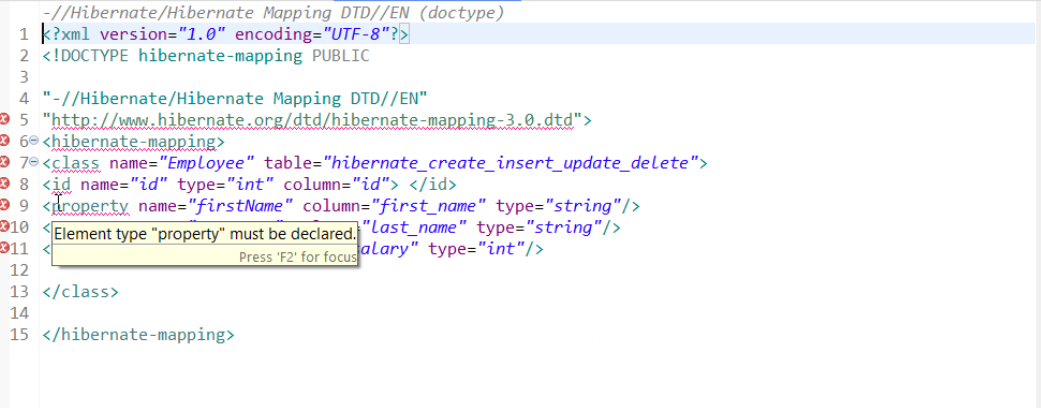 -//Hibernate/Hibernate Mapping DTD//EN (doctype)
1 <?xml version="1.0" encoding="UTF-8"?>
2 <!DOCTYPE hibernate-mapping PUBLIC
3
4 "-//Hibernate/Hibernate Mapping DTD//EN"
5 "http://www.hibernate.org/dtd/hibernate-mapping-3.0.dtd">
6 <hibernate-mapping>
7 <class name="Employee" table="hibernate_create_insert_update_delete">
8 <id name="id" type="int" column="id"> </id>
9 <property name="firstName" column="first_name" type="string"/>
10 < "last_name" type="string"/>
Element type "property" must be declared.
11 < alary" type="int"/>
Press 'F2' for focus
12
13 </class>
14
15 </hibernate-mapping>